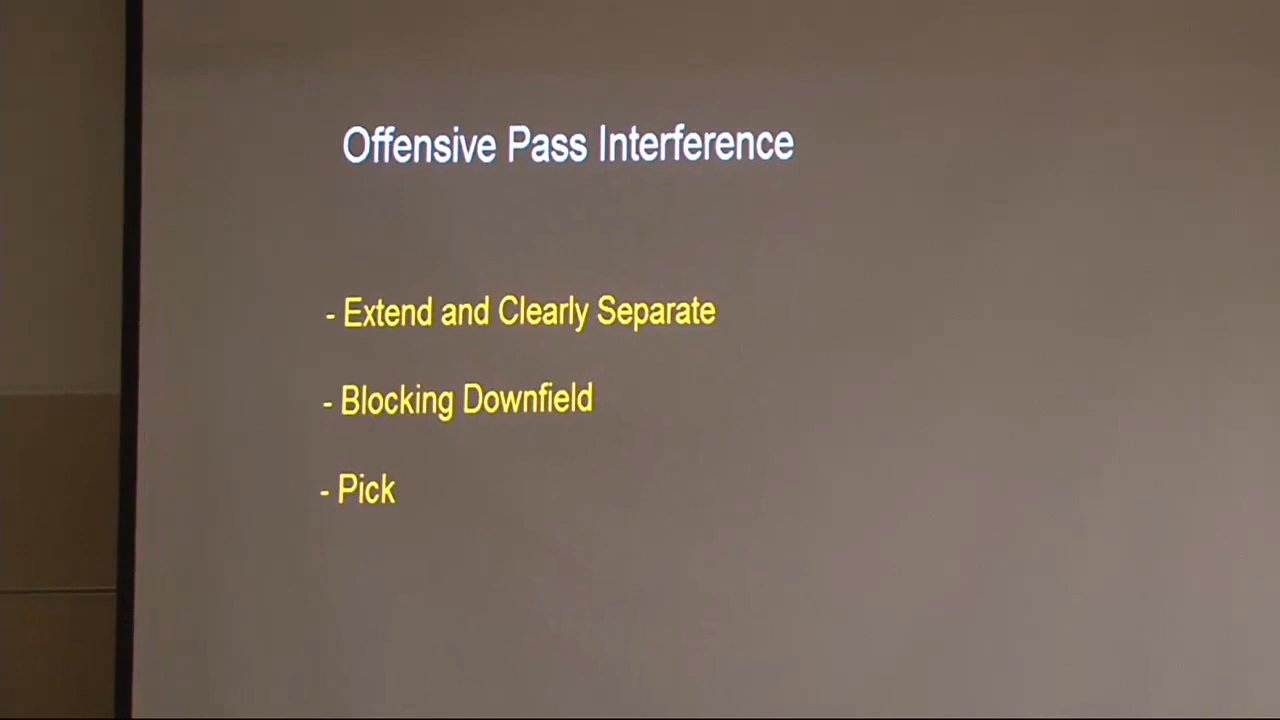 Offensive Pass Interference
- Extend and Clearly Separate
- Blocking Downfield
- Pick